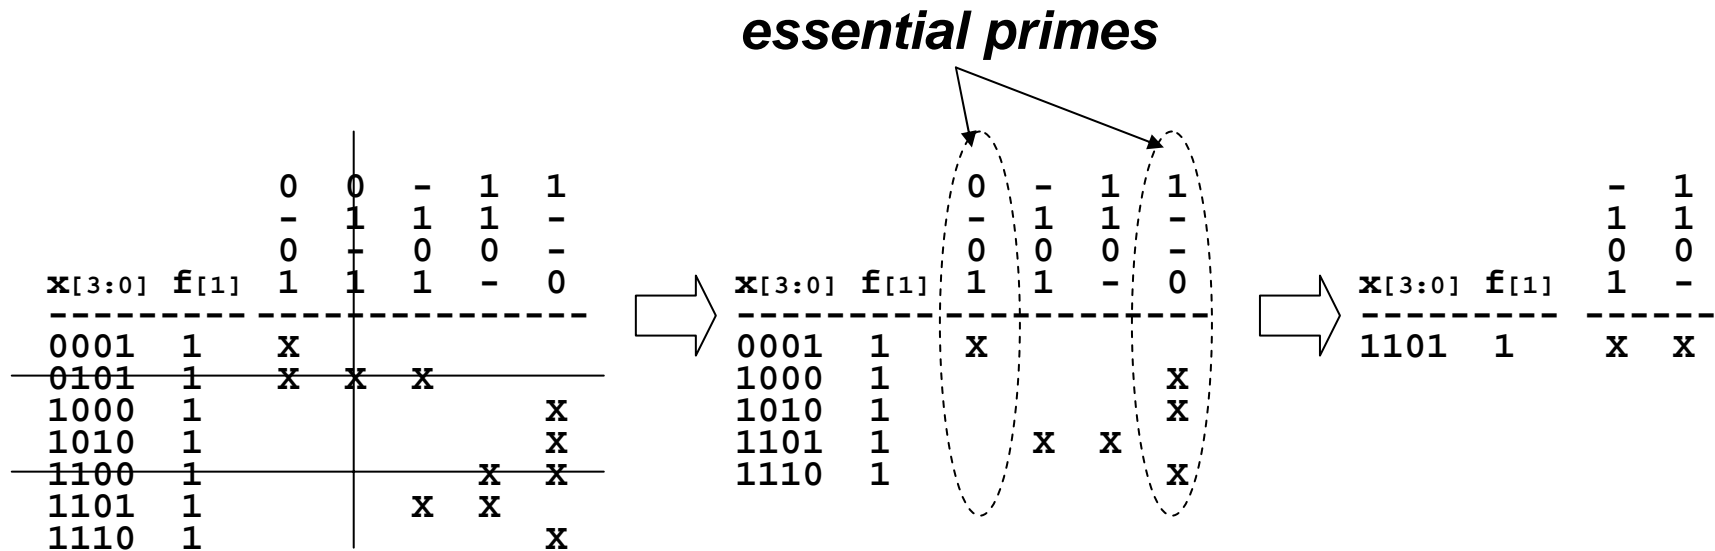 essential primes
0 0 - 1 1 0 - 1 1 - 1
- 1 1 1 - - 1 1 - 1 1
0 - 0 0 - 0 0 0 - 0 0
x[3:0] f[1] 1 1 1 - 0 x[3:0] f[1] 1 1 - 0 x[3:0] f[1] 1 -
0001 1 x 0001 1 x 1101 1 x x
0101 1 x x x 1000 1 x
1000 1 x 1010 1 x
1010 1 x 1101 1 x x
1100 1 x x 1110 1 x
1101 1 x x
1110 1 x